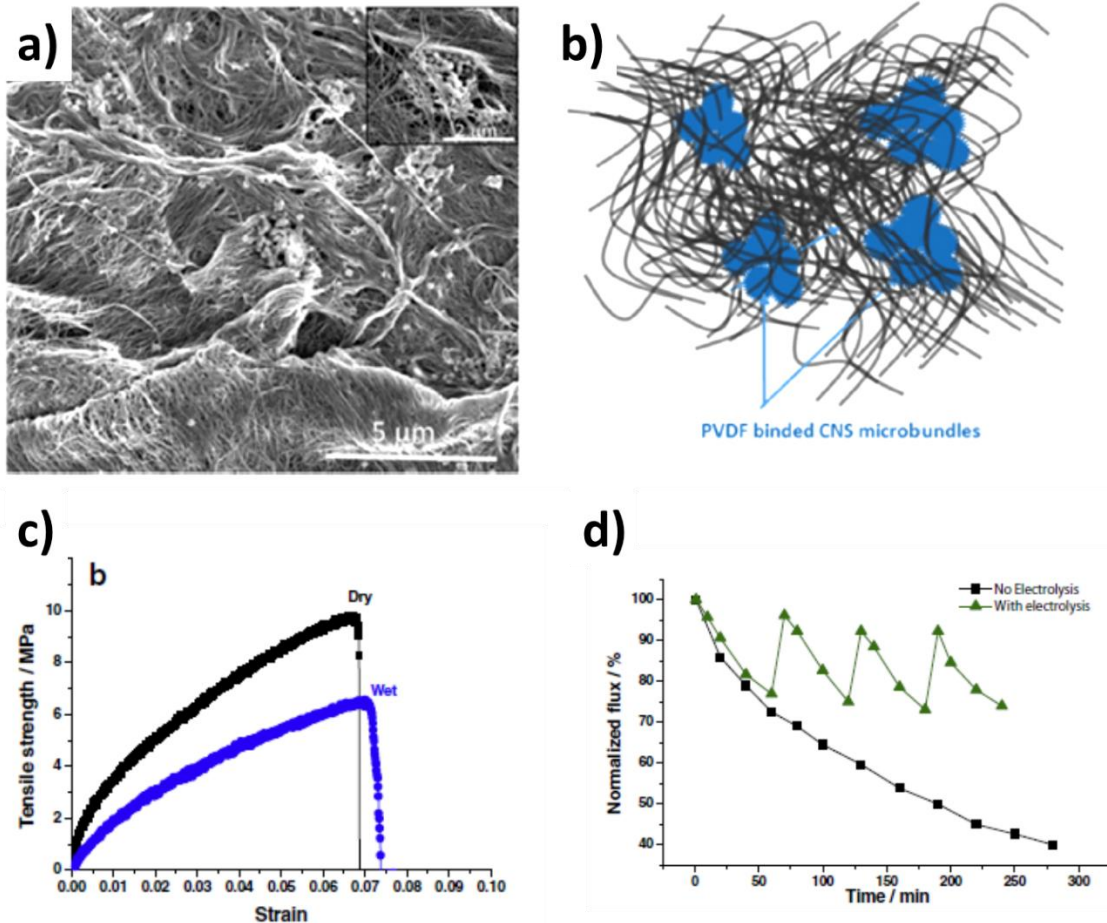 a)
2 μm
5 μm
b)
PVDF binded CNS microbundles
c)
b
Dry
Wet
Tensile strength / MPa
10
8
6
4
2
0
0.00 0.01 0.02 0.03 0.04 0.05 0.06 0.07 0.08 0.09 0.10
Strain
d)
No Electrolysis
With electrolysis
Normalized flux / %
100
90
80
70
60
50
40
0 50 100 150 200 250 300
Time / min